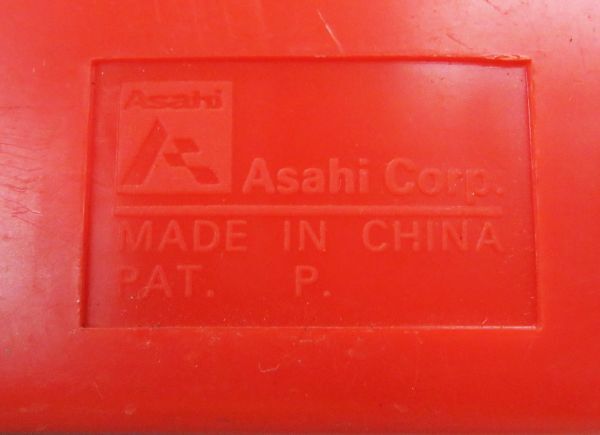 Asahi
Asahi Corp.
MADE IN CHINA
PAT. P.